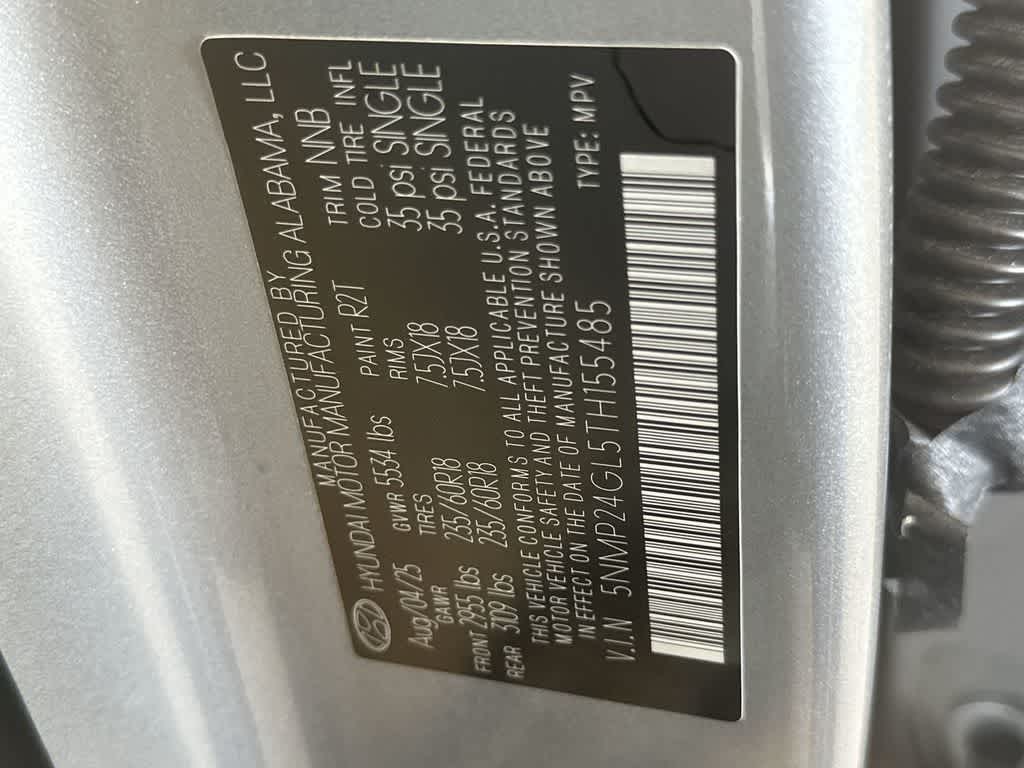 MANUFACTURED BY
HYUNDAI MOTOR MANUFACTURING ALABAMA, LLC
Aug/04/25 GVWR 5534 lbs PAINT R2T TRIM NNB
GAWR TIRES RIMS COLD TIRE INFL
FRONT 2955 lbs 235/60R18 7.5JX18 35 psi SINGLE
REAR 3109 lbs 235/60R18 7.5JX18 35 psi SINGLE
THIS VEHICLE CONFORMS TO ALL APPLICABLE U.S.A. FEDERAL
MOTOR VEHICLE SAFETY AND THEFT PREVENTION STANDARDS
IN EFFECT ON THE DATE OF MANUFACTURE SHOWN ABOVE
V.I.N 5NMP24GL5TH155485 TYPE: MPV